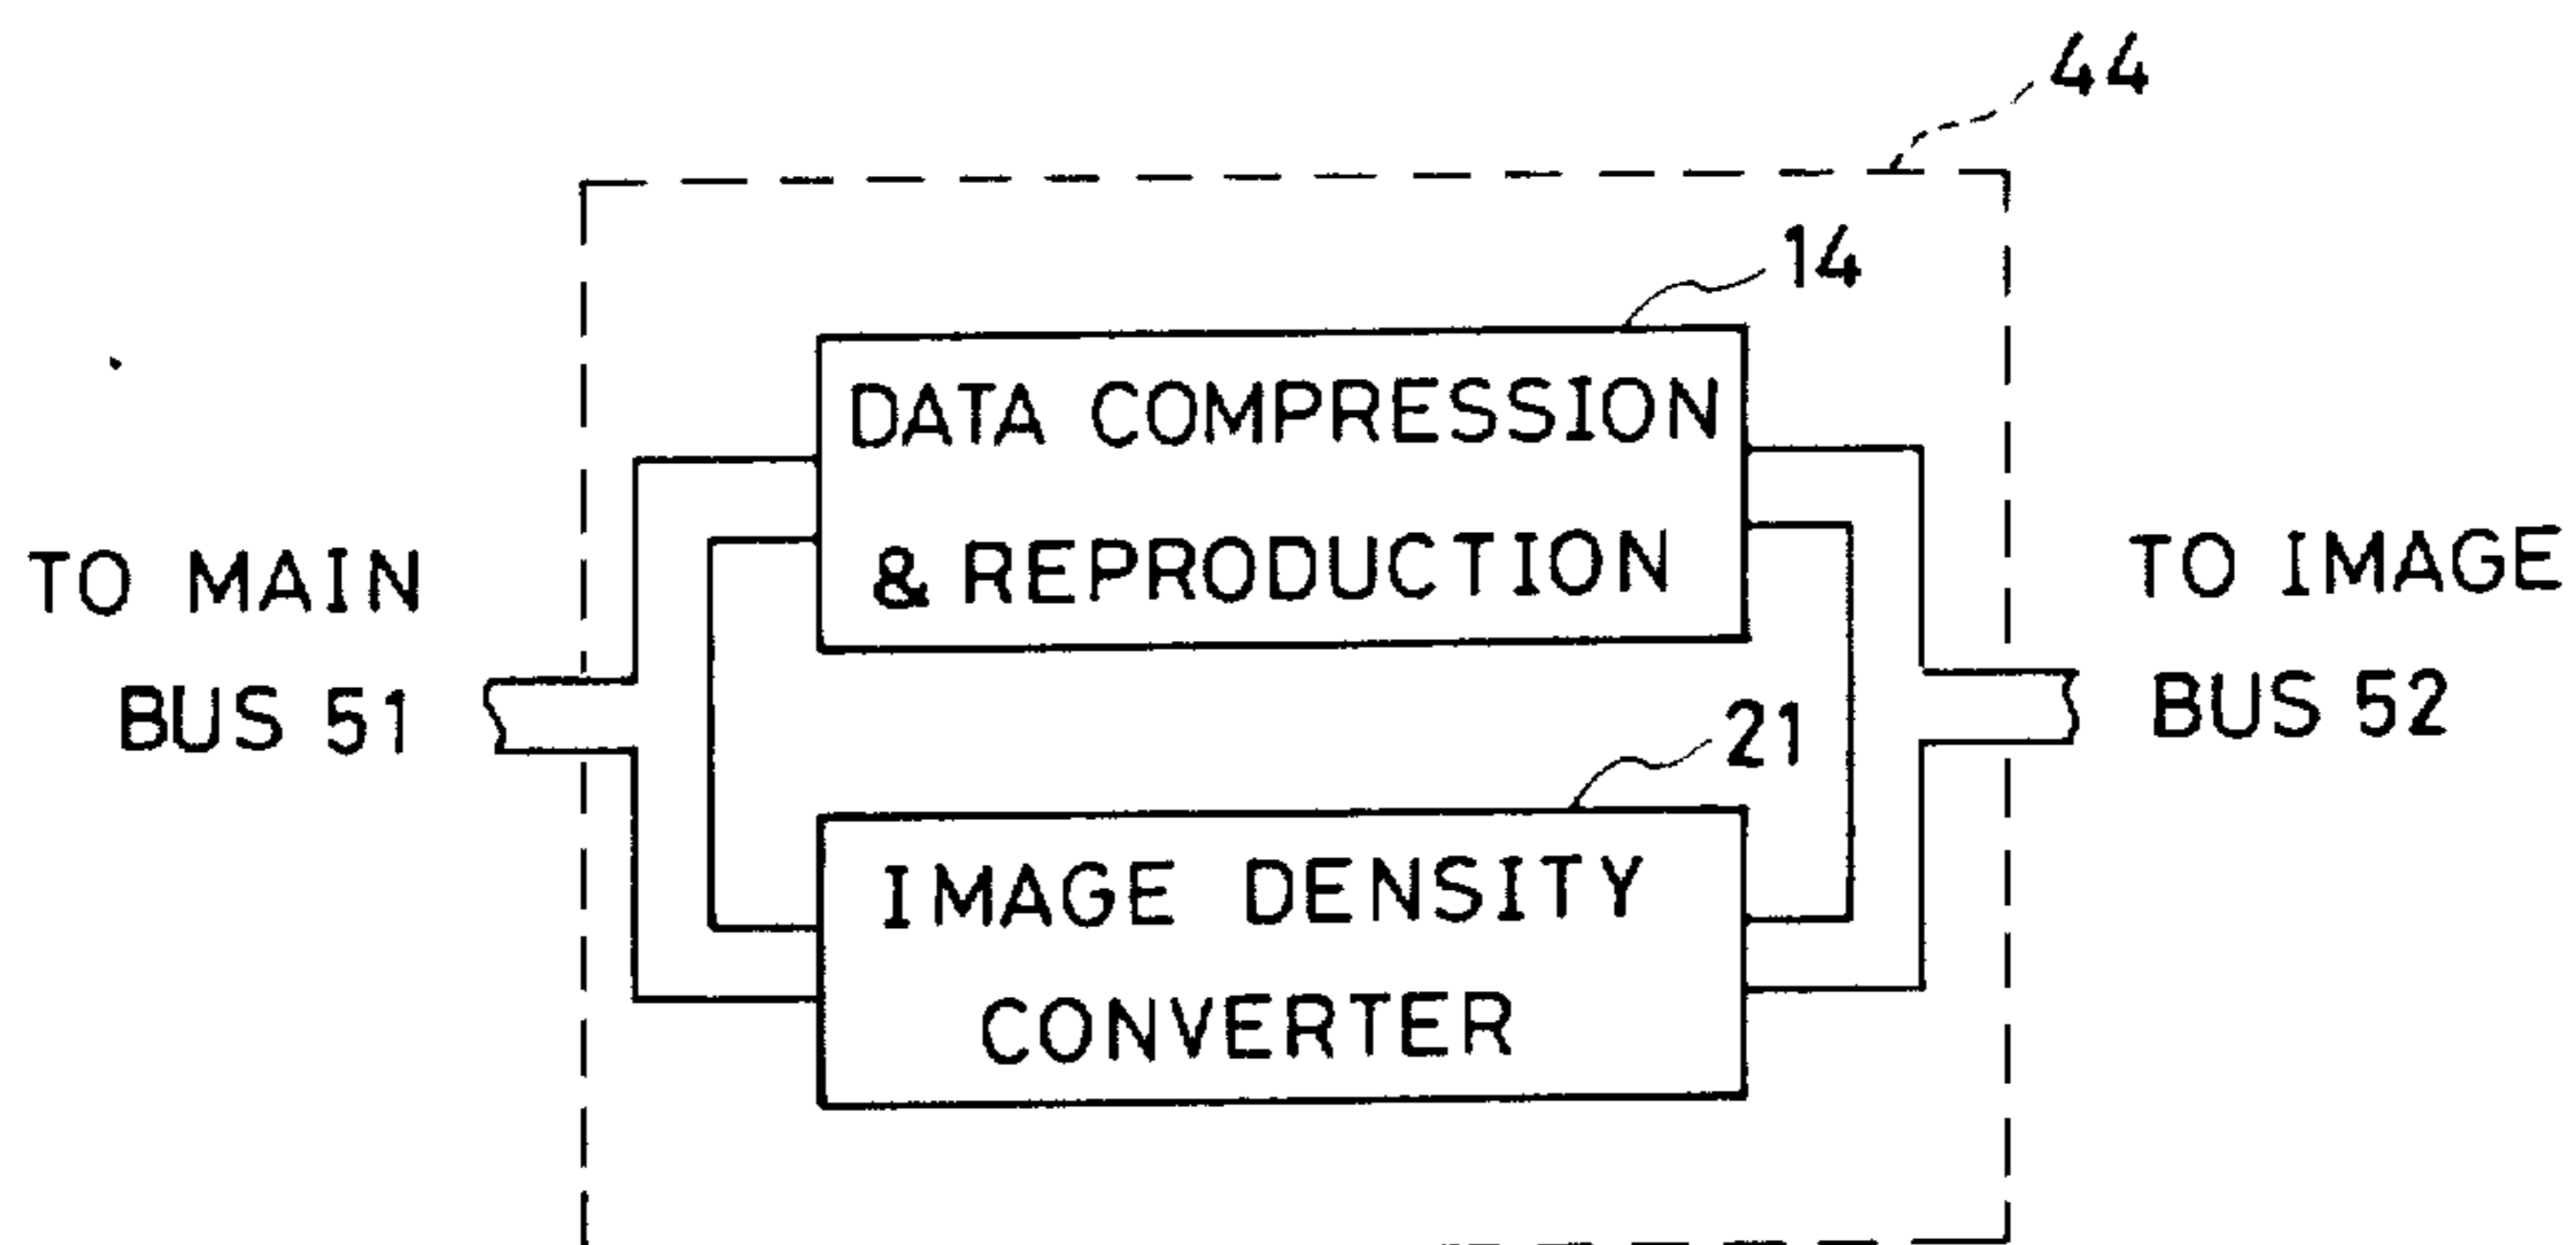 44
14
DATA COMPRESSION
& REPRODUCTION
TO MAIN
BUS 51
TO IMAGE
BUS 52
21
IMAGE DENSITY
CONVERTER